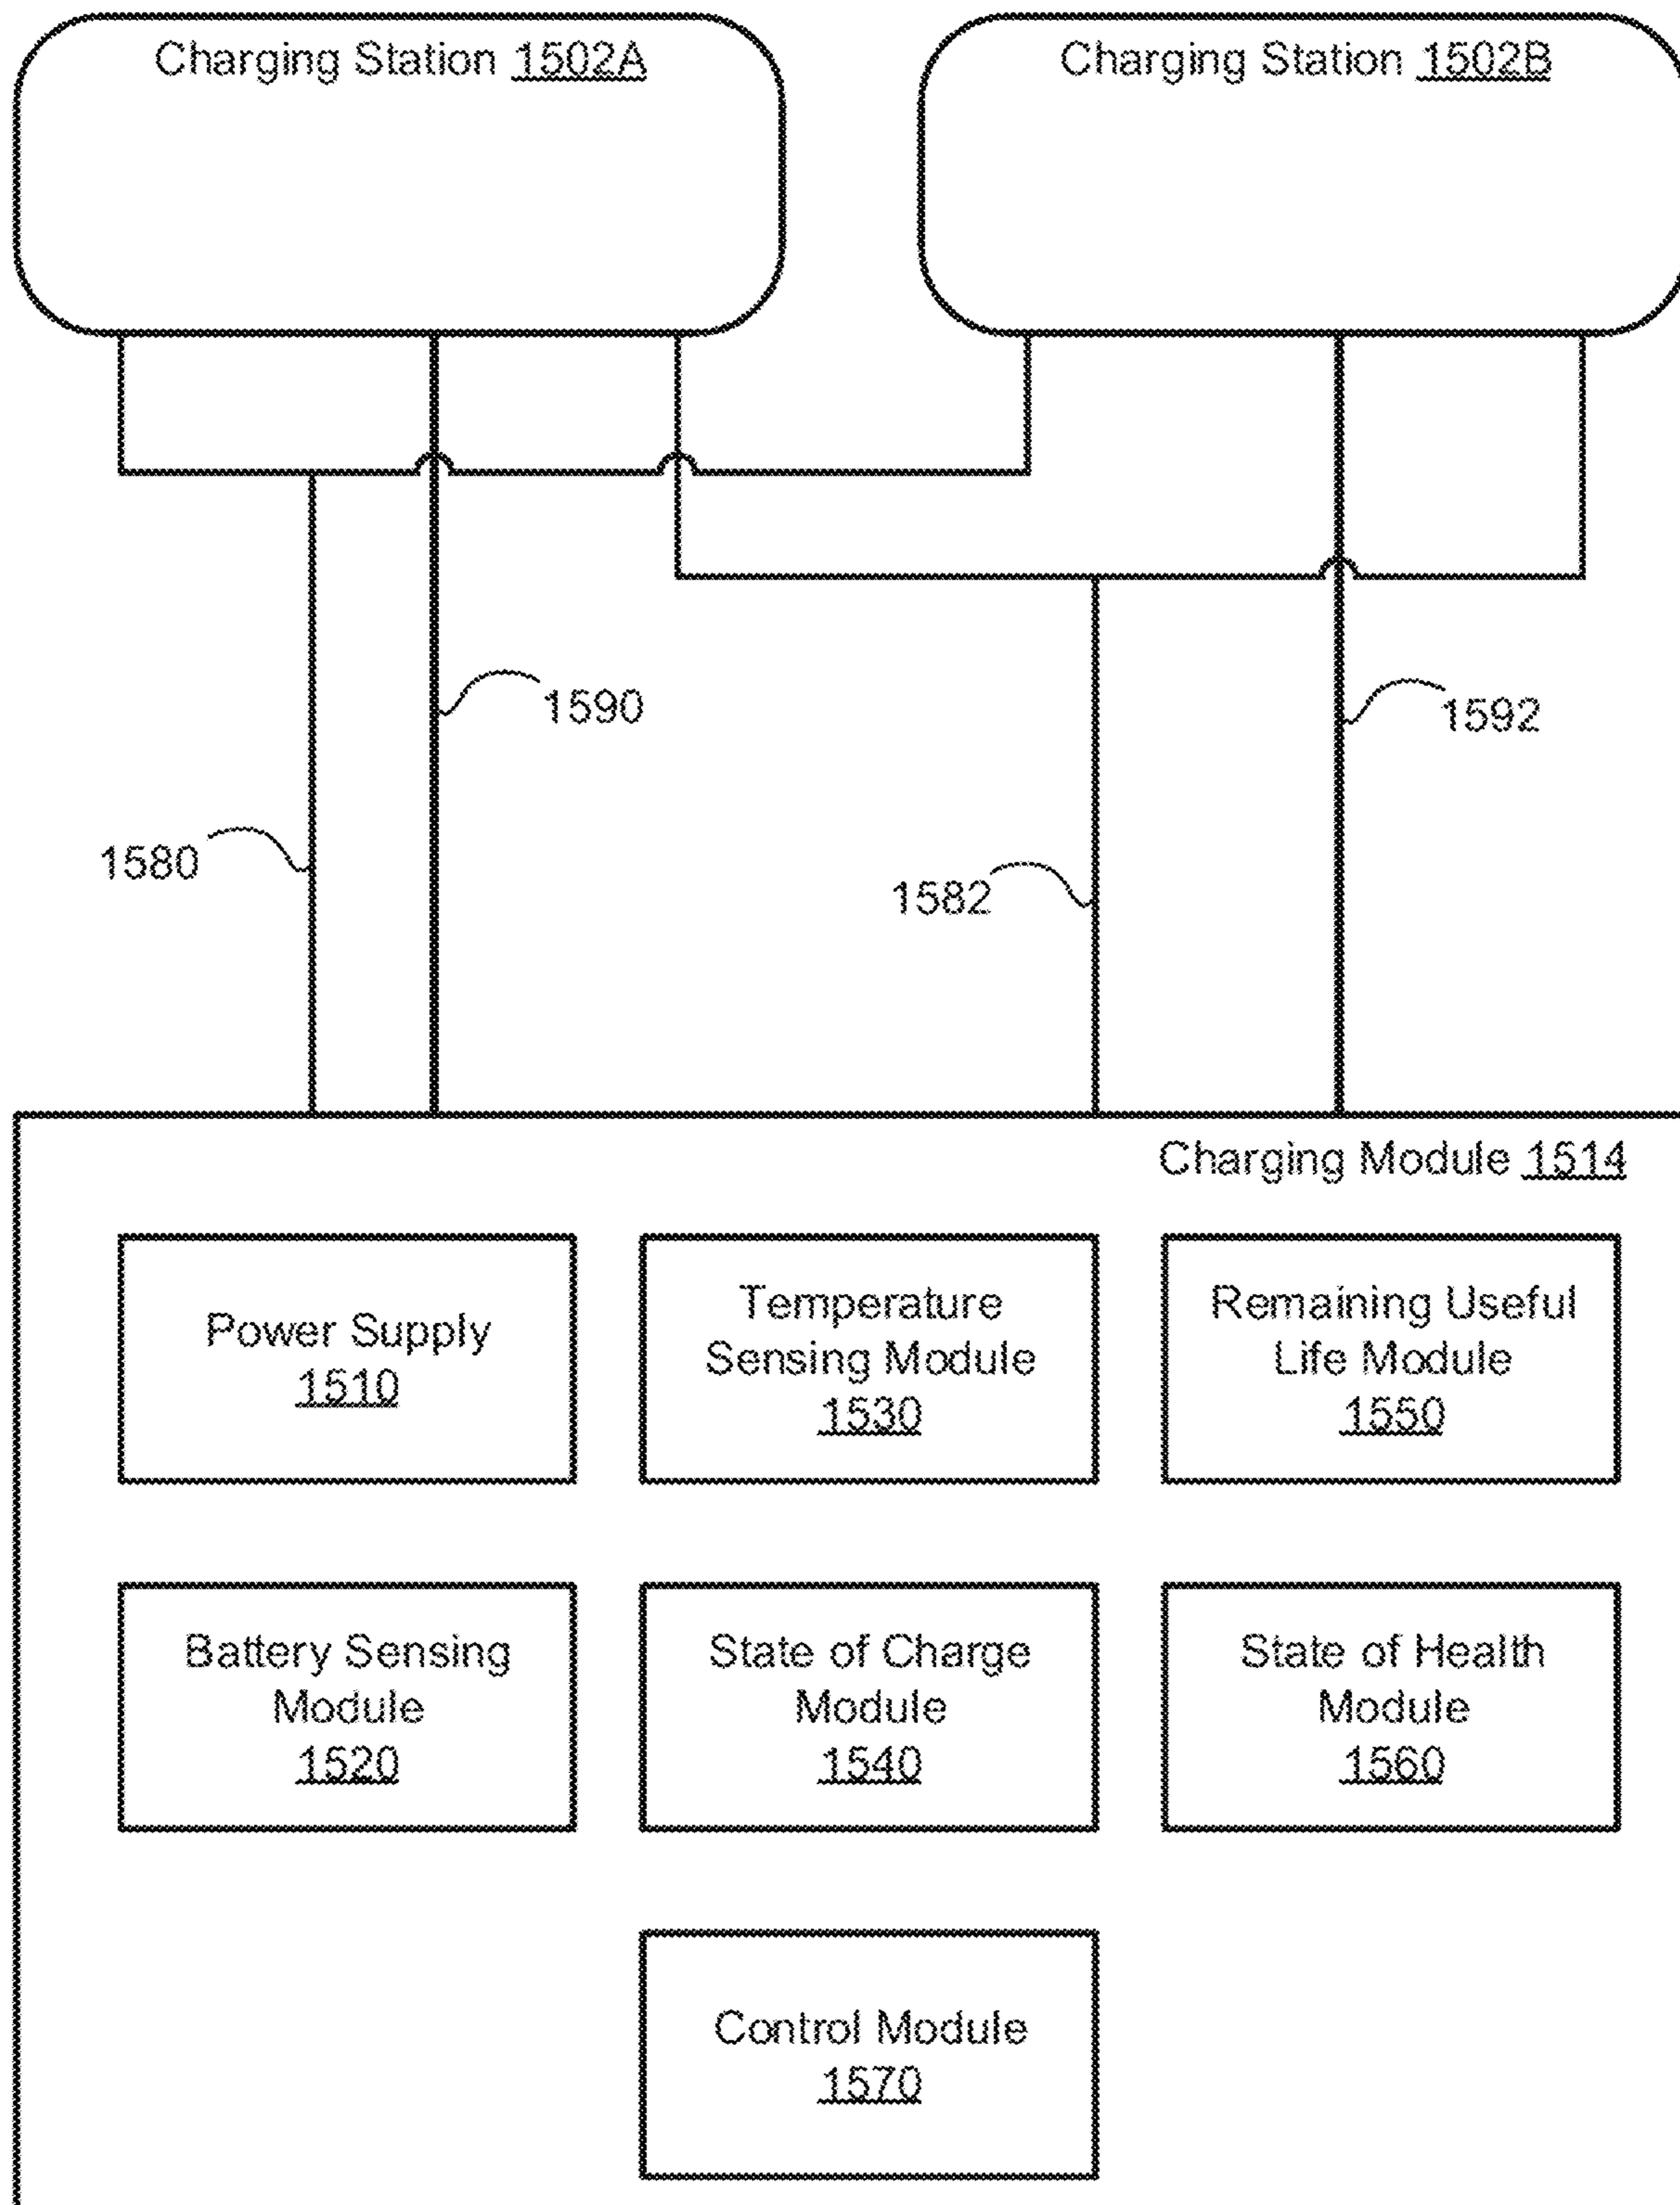 Charging Station 1502A
Charging Station 1502B
1590
1592
1580
1582
Charging Module 1514
Power Supply
1510
Temperature
Sensing Module
1530
Remaining Useful
Life Module
1550
Battery Sensing
Module
1520
State of Charge
Module
1540
State of Health
Module
1560
Control Module
1570